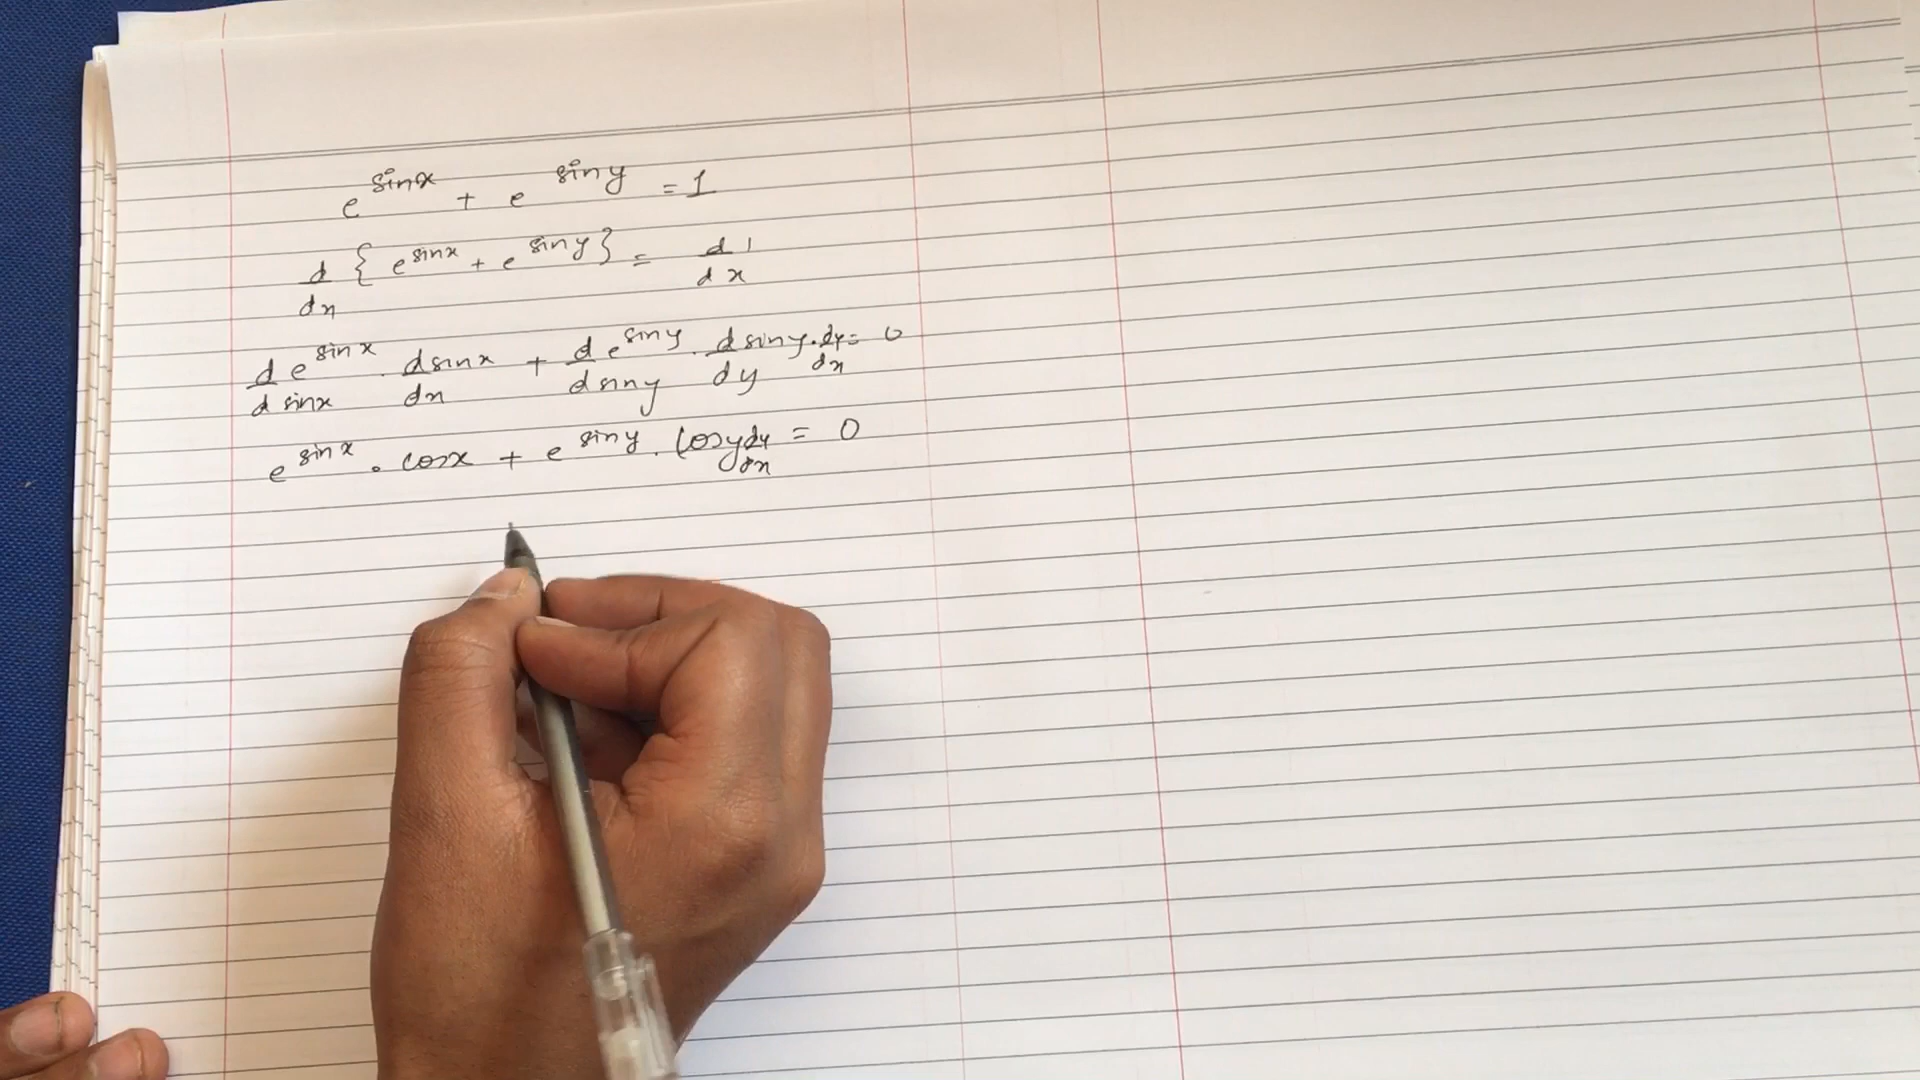 e^sinx + e^siny = 1
d/dx { e^sinx + e^siny } = d1/dx
d e^sinx/d sinx . d sinx/dx + d e^siny/d siny . d siny/dy . dy/dx = 0
e^sinx . cosx + e^siny . cosy dy/dx = 0